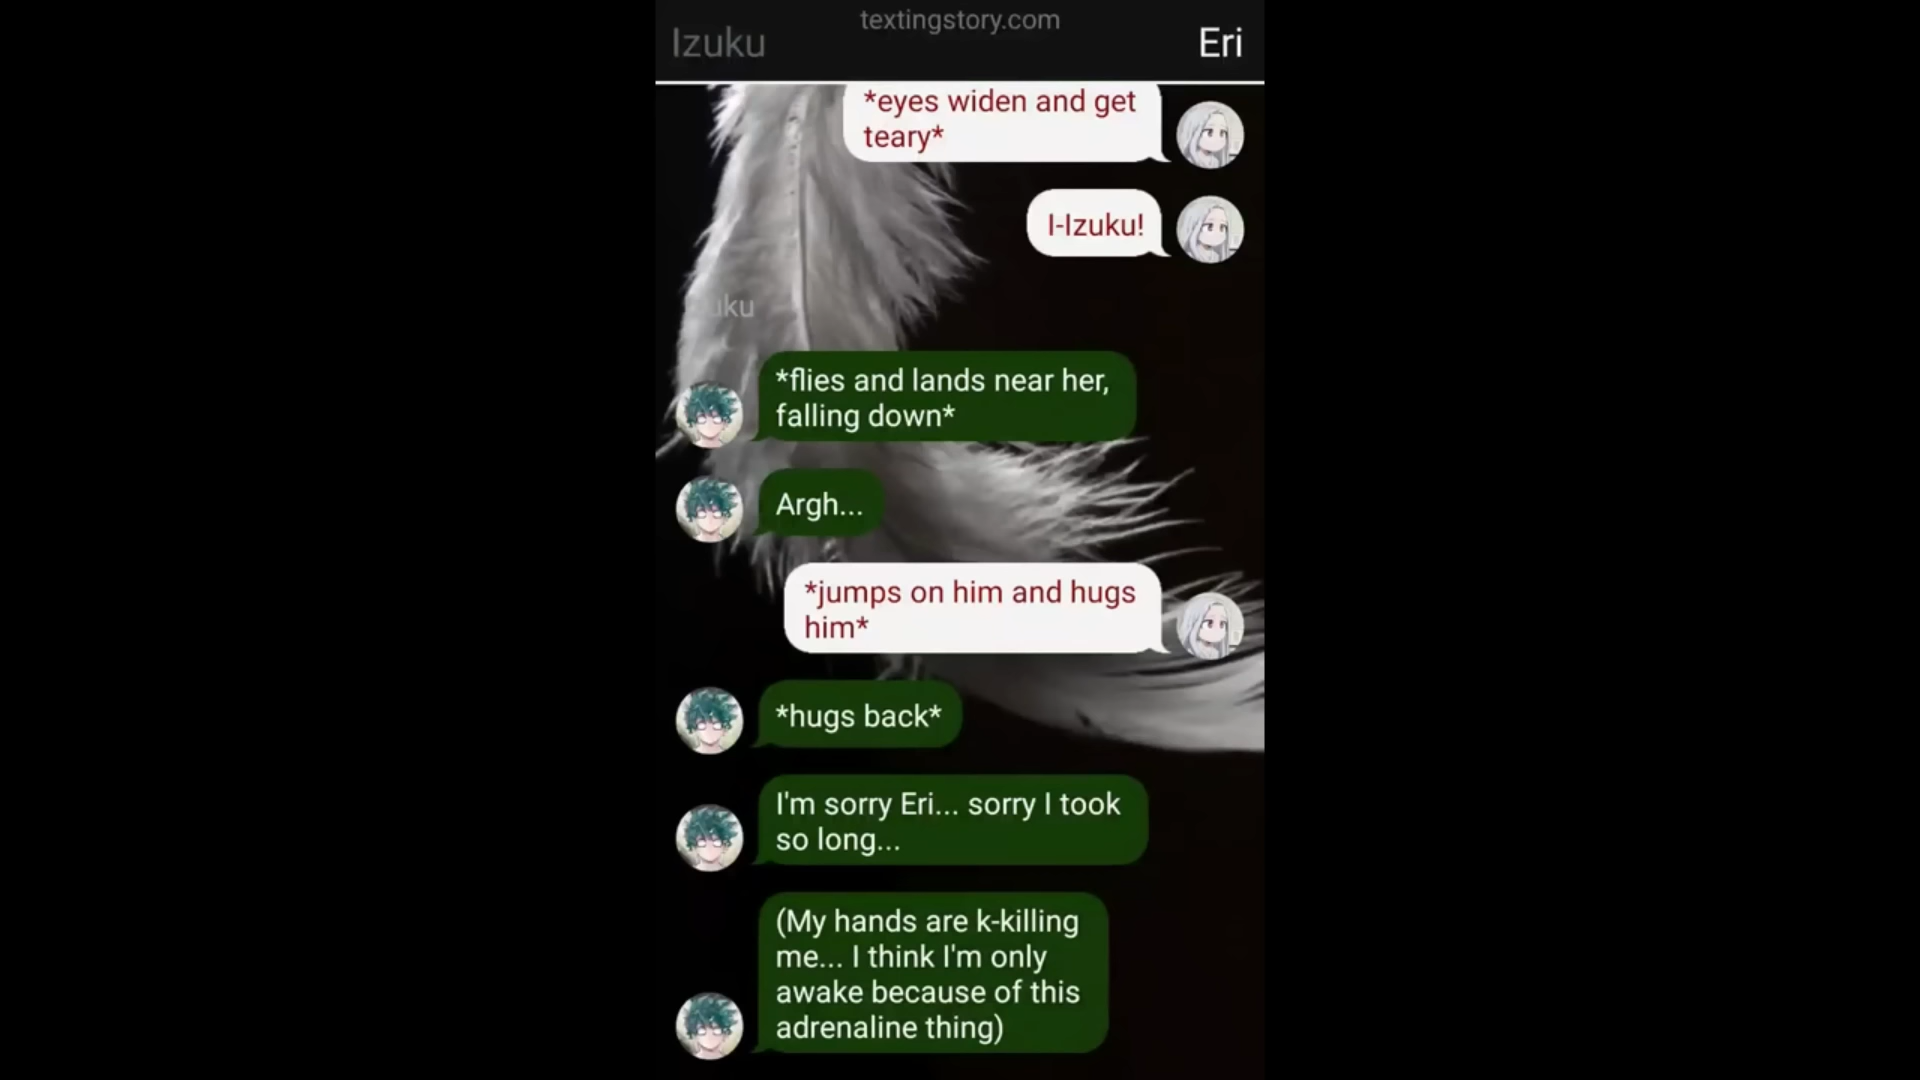 textingstory.com
Izuku
Eri
*eyes widen and get
teary*
I-Izuku!
uku
*flies and lands near her,
falling down*
Argh...
*jumps on him and hugs
him*
*hugs back*
I'm sorry Eri... sorry I took
so long...
(My hands are k-killing
me... I think I'm only
awake because of this
adrenaline thing)